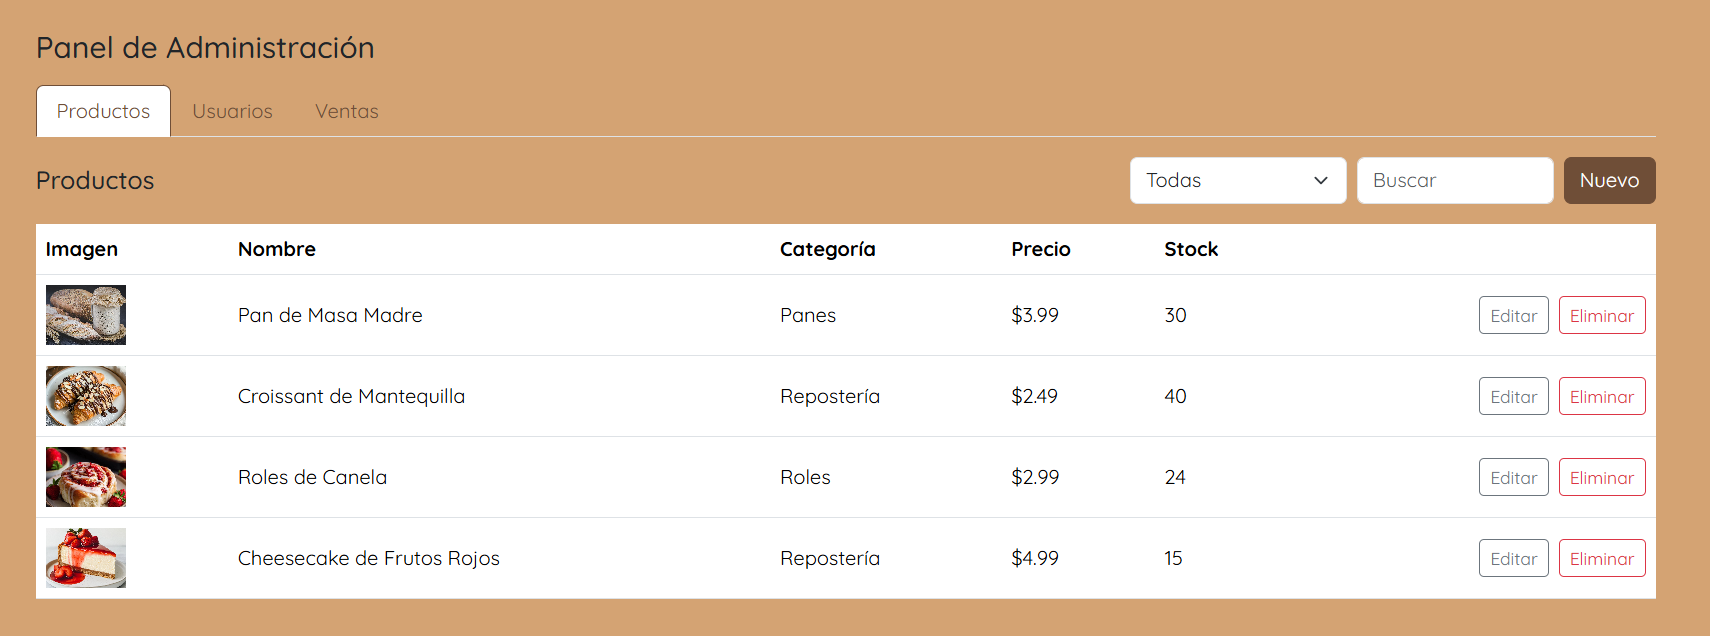 Panel de Administración
Productos Usuarios Ventas
Productos Todas Buscar Nuevo
Imagen Nombre Categoría Precio Stock
Pan de Masa Madre Panes $3.99 30 Editar Eliminar
Croissant de Mantequilla Repostería $2.49 40 Editar Eliminar
Roles de Canela Roles $2.99 24 Editar Eliminar
Cheesecake de Frutos Rojos Repostería $4.99 15 Editar Eliminar